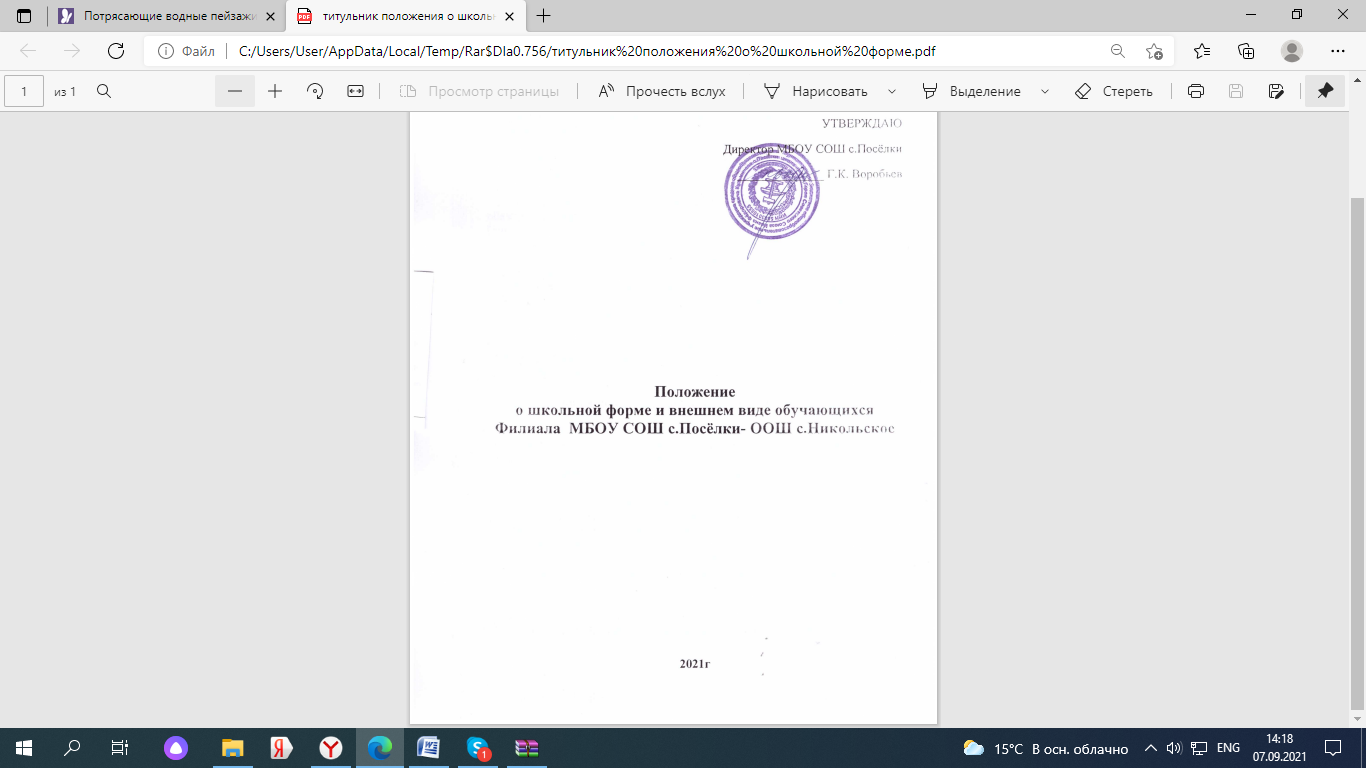 Потрясающие водные пейзажи
титульник положения о школь
Файл
C:/Users/User/AppData/Local/Temp/Rar$DIa0.756/титульник%20положения%20о%20школьной%20форме.pdf
1 из 1
Просмотр страницы
Прочесть вслух
Нарисовать
Выделение
Стереть
УТВЕРЖДАЮ
Директор МБОУ СОШ с.Посёлки
Г.К. Воробьев
Положение
о школьной форме и внешнем виде обучающихся
Филиала МБОУ СОШ с.Посёлки- ООШ с.Никольское
2021г
1
15°C В осн. облачно
ENG
14:18
07.09.2021